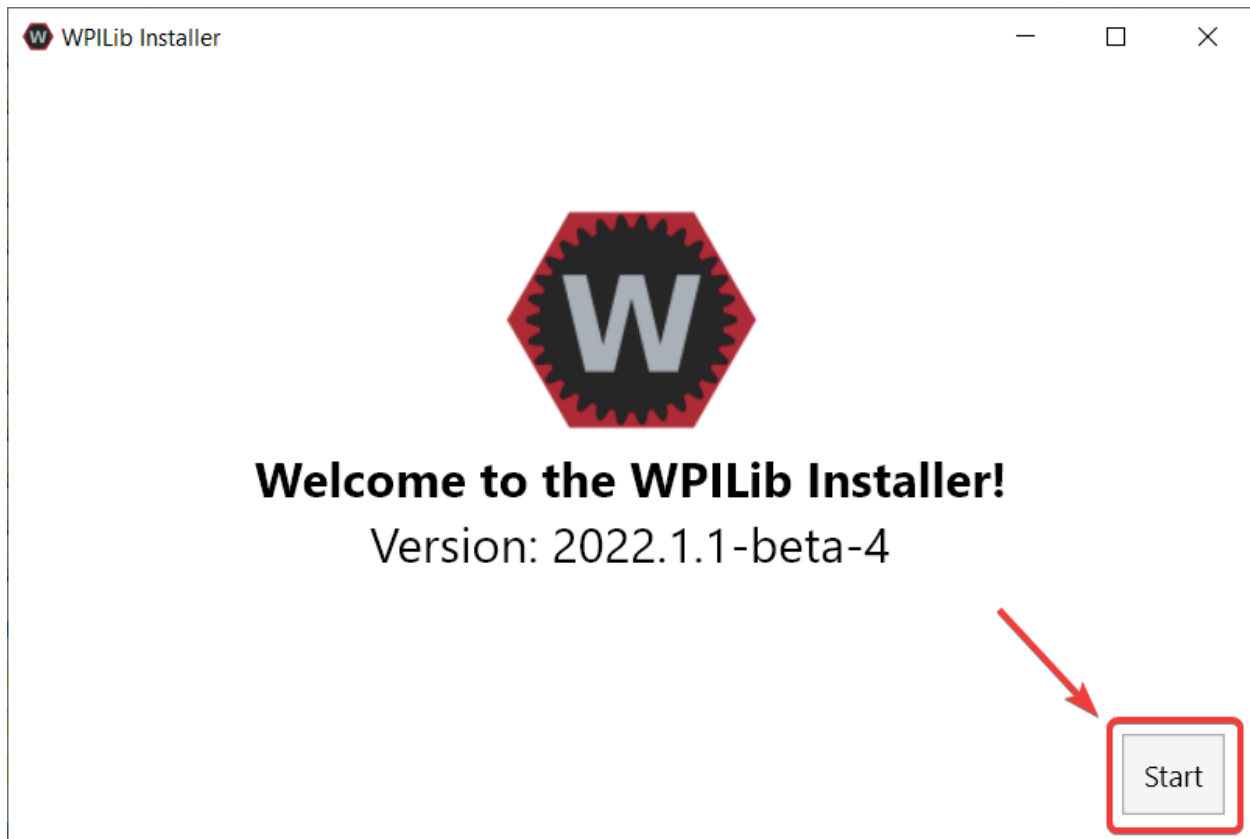 W WPILib Installer
W
Welcome to the WPILib Installer!
Version: 2022.1.1-beta-4
Start